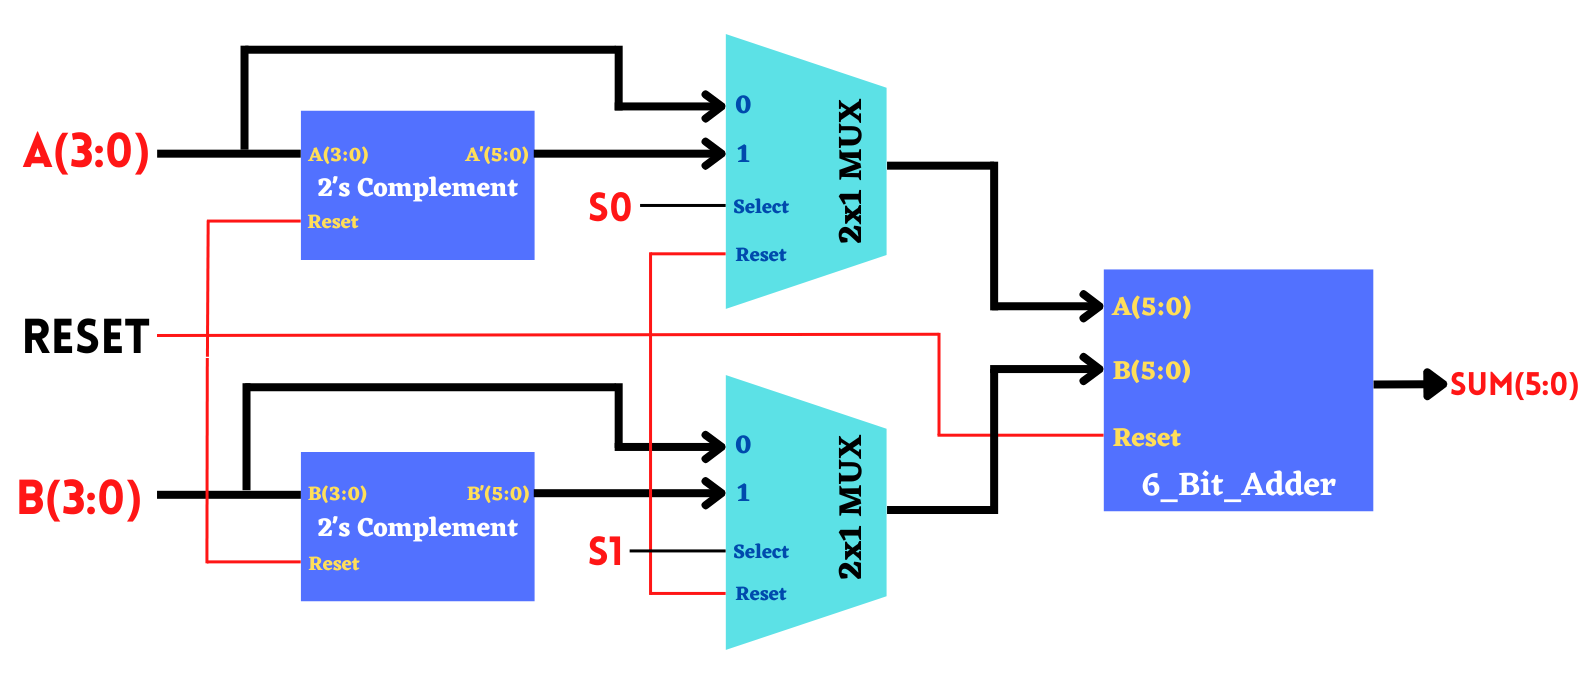 A(3:0)
A(3:0)
A'(5:0)
2's Complement
Reset
0
1
S0
Select
Reset
2x1 MUX
RESET
B(3:0)
B(3:0)
B'(5:0)
2's Complement
Reset
0
1
S1
Select
Reset
2x1 MUX
A(5:0)
B(5:0)
Reset
6_Bit_Adder
SUM(5:0)